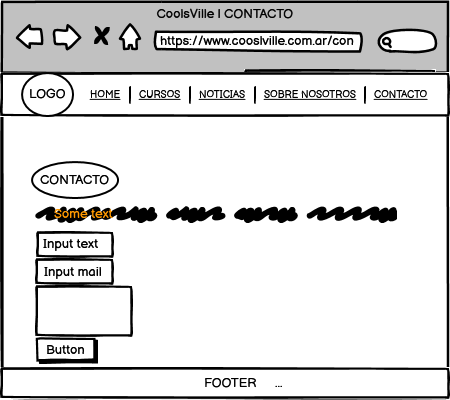 CoolsVille | CONTACTO
https://www.cooslville.com.ar/con
LOGO HOME CURSOS NOTICIAS SOBRE NOSOTROS CONTACTO
CONTACTO
Some text
Input text
Input mail
Button
FOOTER ...